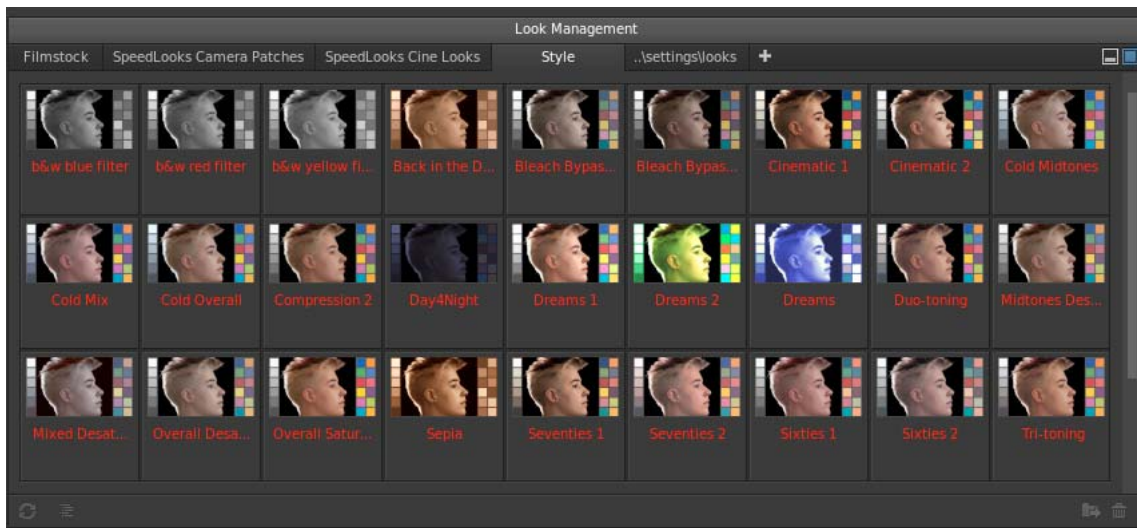 Look Management
Filmstock SpeedLooks Camera Patches SpeedLooks Cine Looks Style ..\settings\looks +
b&w blue filter b&w red filter b&w yellow fi... Back in the D... Bleach Bypas... Bleach Bypas... Cinematic 1 Cinematic 2 Cold Midtones
Cold Mix Cold Overall Compression 2 Day4Night Dreams 1 Dreams 2 Dreams Duo-toning Midtones Des...
Mixed Desat... Overall Desa... Overall Satur... Sepia Seventies 1 Seventies 2 Sixties 1 Sixties 2 Tri-toning